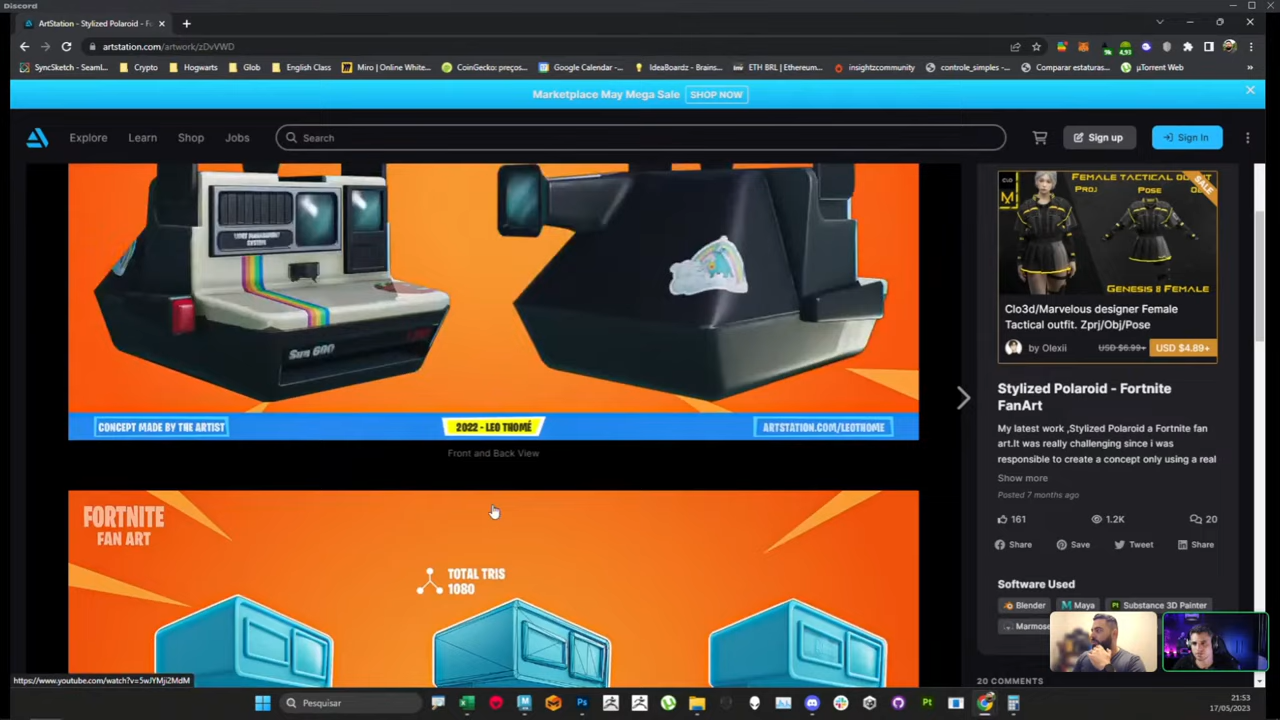 Discord
ArtStation - Stylized Polaroid - Fo
artstation.com/artwork/zDvVWD
SyncSketch - Seaml...
Crypto
Hogwarts
Glob
English Class
Miro | Online White...
CoinGecko: preços...
Google Calendar -...
IdeaBoardz - Brains...
ETH BRL | Ethereum...
insightzcommunity
controle_simples -...
Comparar estaturas...
µTorrent Web
»
Marketplace May Mega Sale SHOP NOW
Explore Learn Shop Jobs Search Sign up Sign In
Sun 600
CONCEPT MADE BY THE ARTIST
2022 - LEO THOMÉ
ARTSTATION.COM/LEOTHOME
Front and Back View
FORTNITE
FAN ART
TOTAL TRIS
1080
FEMALE TACTICAL
PROJ POSE
SALE
GENESIS 8 FEMALE
Clo3d/Marvelous designer Female
Tactical outfit. Zprj/Obj/Pose
by Olexii USD $6.99+ USD $4.89+
Stylized Polaroid - Fortnite
FanArt
My latest work ,Stylized Polaroid a Fortnite fan
art.It was really challenging since i was
responsible to create a concept only using a real
Show more
Posted 7 months ago
161 1.2K 20
Share Save Tweet Share
Software Used
Blender Maya Substance 3D Painter
Marmose
20 COMMENTS
https://www.youtube.com/watch?v=5wJYMji2MdM
Pesquisar
21:53
17/05/2023